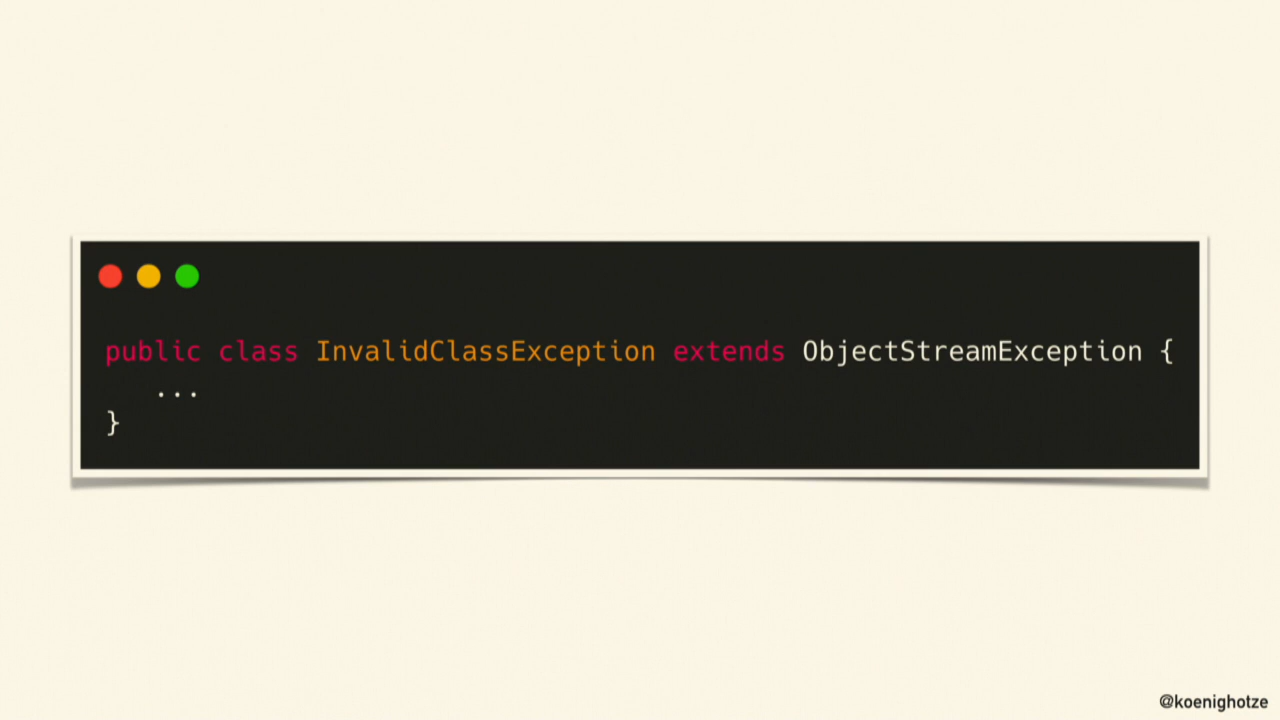 public class InvalidClassException extends ObjectStreamException {
...
}
@koenighotze